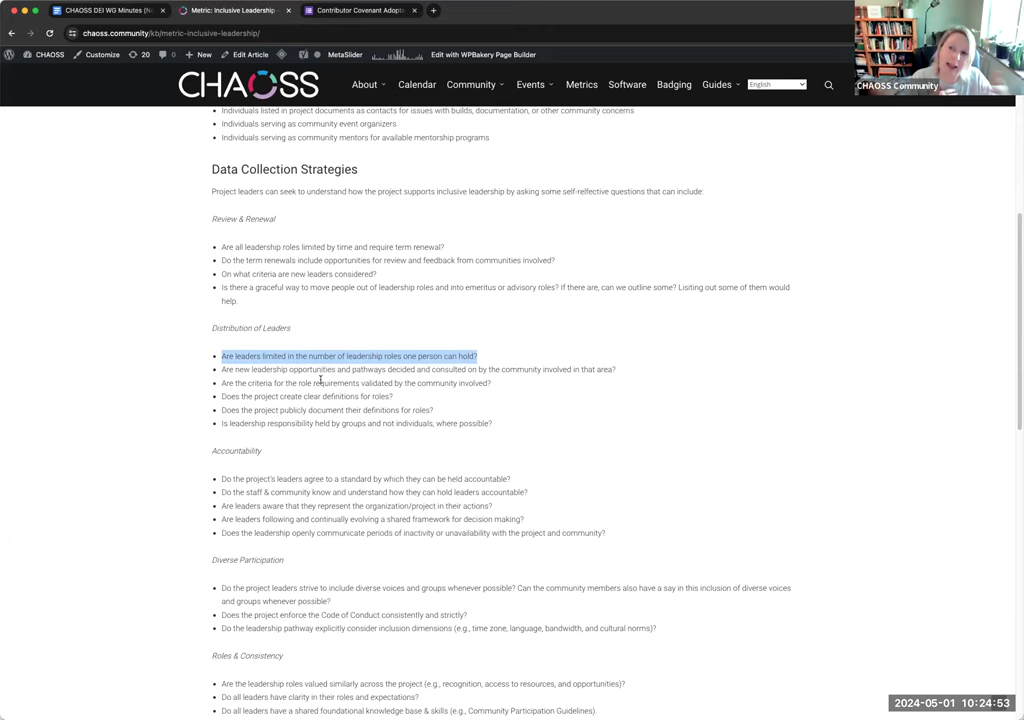 CHAOSS DEI WG Minutes (No
Metric: Inclusive Leadership
Contributor Covenant Adopt
chaoss.community/kb/metric-inclusive-leadership/
CHAOSS Customize 20 0 New Edit Article MetaSlider Edit with WPBakery Page Builder
CHAOSS
About Calendar Community Events Metrics Software Badging Guides English
CHAOSS Community
Individuals listed in project documents as contacts for issues with builds, documentation, or other community concerns
Individuals serving as community event organizers
Individuals serving as community mentors for available mentorship programs
Data Collection Strategies
Project leaders can seek to understand how the project supports inclusive leadership by asking some self-relfective questions that can include:
Review & Renewal
Are all leadership roles limited by time and require term renewal?
Do the term renewals include opportunities for review and feedback from communities involved?
On what criteria are new leaders considered?
Is there a graceful way to move people out of leadership roles and into emeritus or advisory roles? If there are, can we outline some? Lisiting out some of them would
help.
Distribution of Leaders
Are leaders limited in the number of leadership roles one person can hold?
Are new leadership opportunities and pathways decided and consulted on by the community involved in that area?
Are the criteria for the role requirements validated by the community involved?
Does the project create clear definitions for roles?
Does the project publicly document their definitions for roles?
Is leadership responsibility held by groups and not individuals, where possible?
Accountability
Do the project's leaders agree to a standard by which they can be held accountable?
Do the staff & community know and understand how they can hold leaders accountable?
Are leaders aware that they represent the organization/project in their actions?
Are leaders following and continually evolving a shared framework for decision making?
Does the leadership openly communicate periods of inactivity or unavailability with the project and community?
Diverse Participation
Do the project leaders strive to include diverse voices and groups whenever possible? Can the community members also have a say in this inclusion of diverse voices
and groups whenever possible?
Does the project enforce the Code of Conduct consistently and strictly?
Do the leadership pathway explicitly consider inclusion dimensions (e.g., time zone, language, bandwidth, and cultural norms)?
Roles & Consistency
Are the leadership roles valued similarly across the project (e.g., recognition, access to resources, and opportunities)?
Do all leaders have clarity in their roles and expectations?
Do all leaders have a shared foundational knowledge base & skills (e.g., Community Participation Guidelines).
2024-05-01 10:24:53